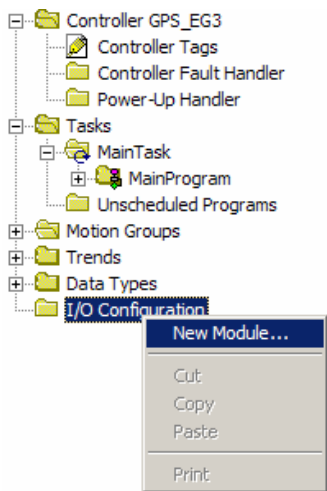 Controller GPS_EG3
Controller Tags
Controller Fault Handler
Power-Up Handler
Tasks
MainTask
MainProgram
Unscheduled Programs
Motion Groups
Trends
Data Types
I/O Configuration
New Module...
Cut
Copy
Paste
Print